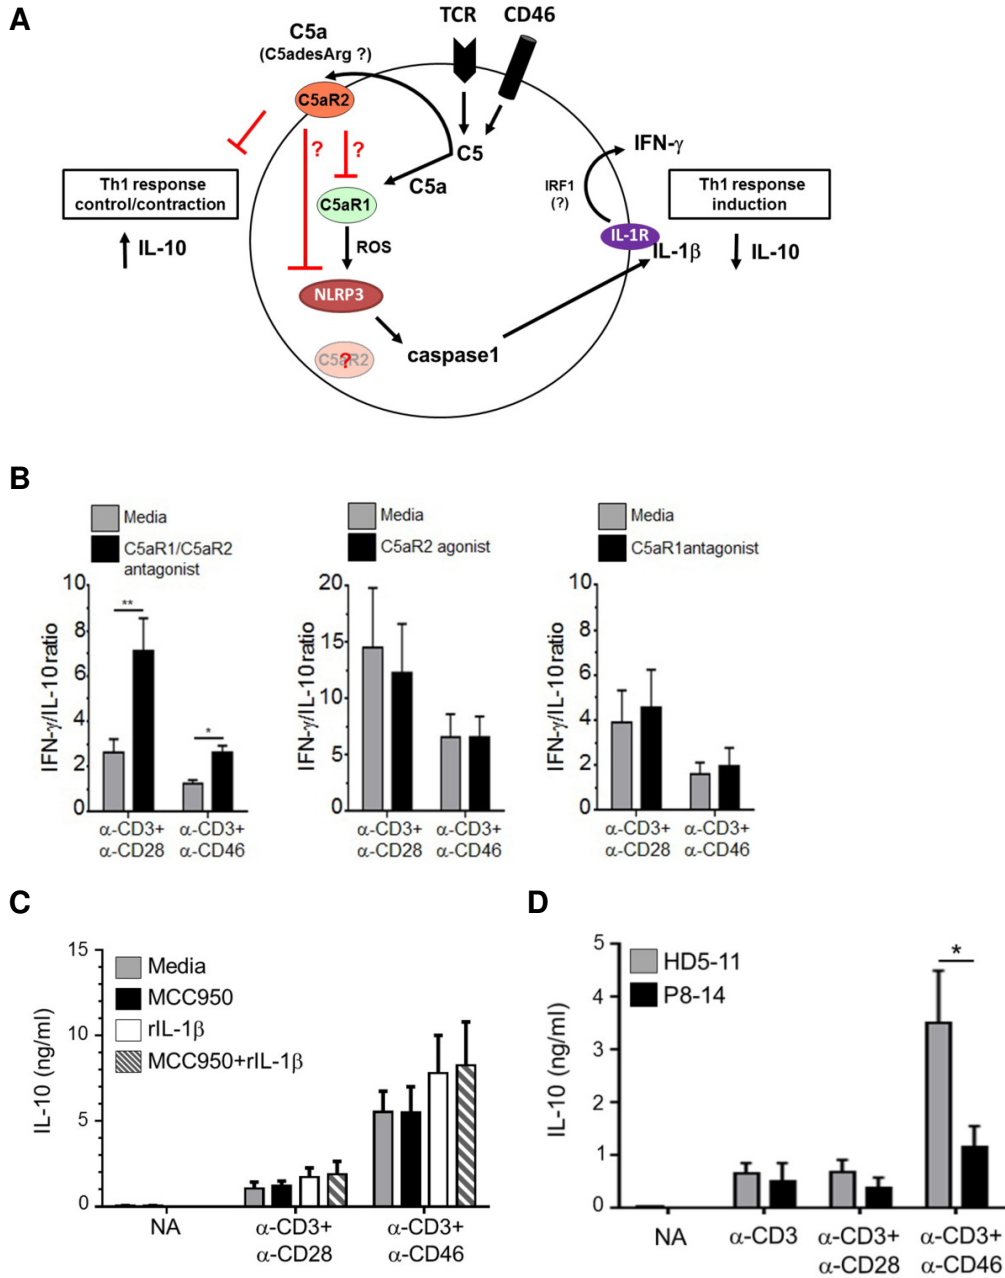 A
TCR
CD46
C5a
(C5adesArg ?)
C5aR2
?
?
C5
C5a
C5aR1
ROS
NLRP3
C5aR2
?
caspase1
IFN-γ
IRF1
(?)
IL-1R
IL-1β
Th1 response
control/contraction
IL-10
Th1 response
induction
IL-10
B
Media
C5aR1/C5aR2
antagonist
10
8
6
4
2
0
IFN-γ/IL-10 ratio
**
*
α-CD3+
α-CD28
α-CD3+
α-CD46
Media
C5aR2 agonist
20
15
10
5
0
IFN-γ/IL-10 ratio
α-CD3+
α-CD28
α-CD3+
α-CD46
Media
C5aR1antagonist
10
8
6
4
2
0
IFN-γ/IL-10 ratio
α-CD3+
α-CD28
α-CD3+
α-CD46
C
15
10
5
0
IL-10 (ng/ml)
Media
MCC950
rIL-1β
MCC950+rIL-1β
NA
α-CD3+
α-CD28
α-CD3+
α-CD46
D
5
4
3
2
1
0
IL-10 (ng/ml)
HD5-11
P8-14
*
NA
α-CD3
α-CD3+
α-CD28
α-CD3+
α-CD46